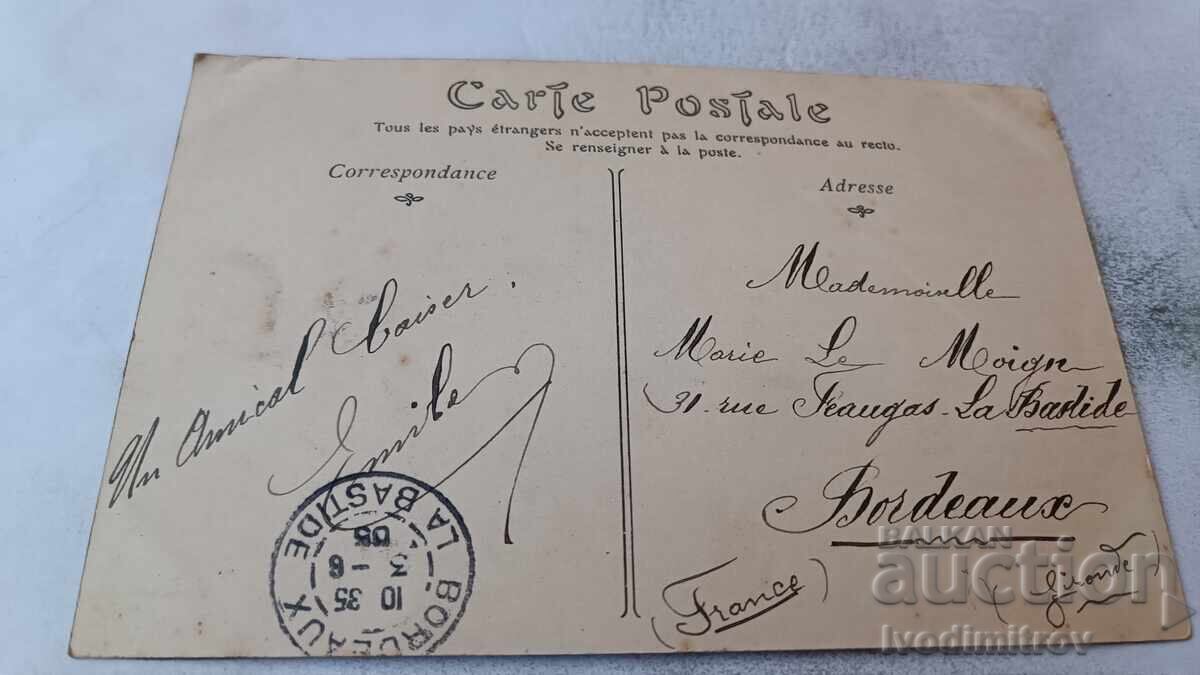 Carte Postale
Tous les pays étrangers n'acceptent pas la correspondance au recto.
Se renseigner à la poste.
Correspondance
Adresse
Un Amical baiser.
Emile
Mademoiselle
Marie Le Moign
31 - rue Feaugas - La Bastide
Bordeaux
(France)
(Gironde)
BORDEAUX
LA BASTIDE
10 35
3 - 6
05
BALKAN
auction
Ivodimitrov